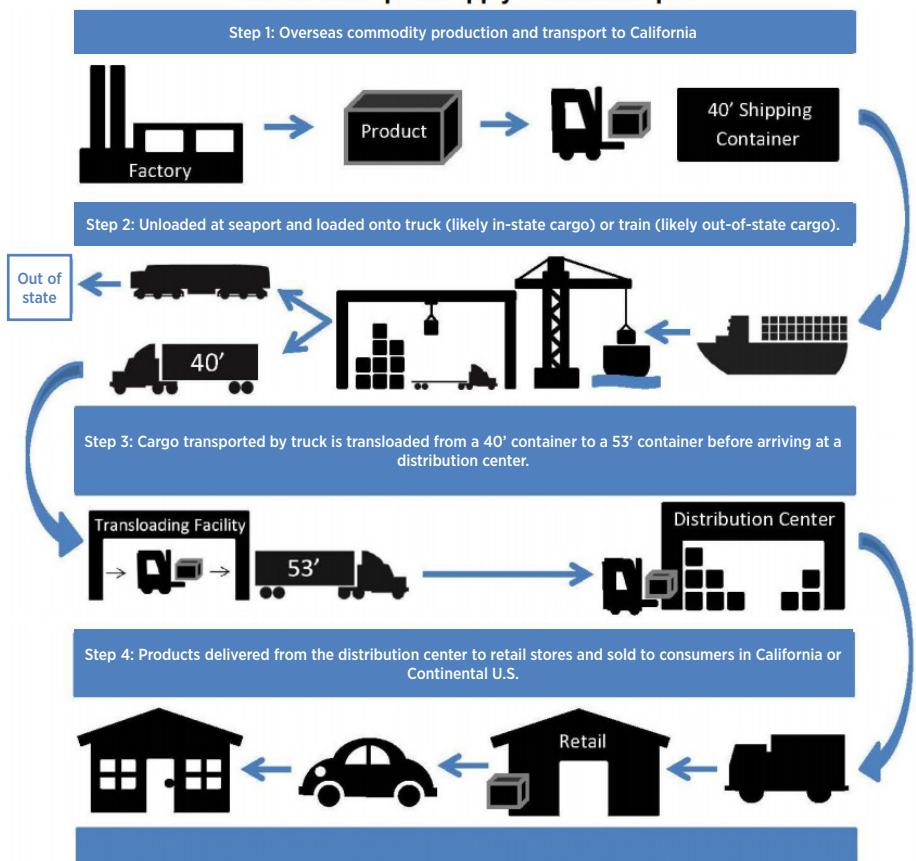 Step 1: Overseas commodity production and transport to California
Factory
Product
40’ Shipping
Container
Step 2: Unloaded at seaport and loaded onto truck (likely in-state cargo) or train (likely out-of-state cargo).
Out of
state
40’
Step 3: Cargo transported by truck is transloaded from a 40’ container to a 53’ container before arriving at a
distribution center.
Transloading Facility
53’
Distribution Center
Step 4: Products delivered from the distribution center to retail stores and sold to consumers in California or
Continental U.S.
Retail